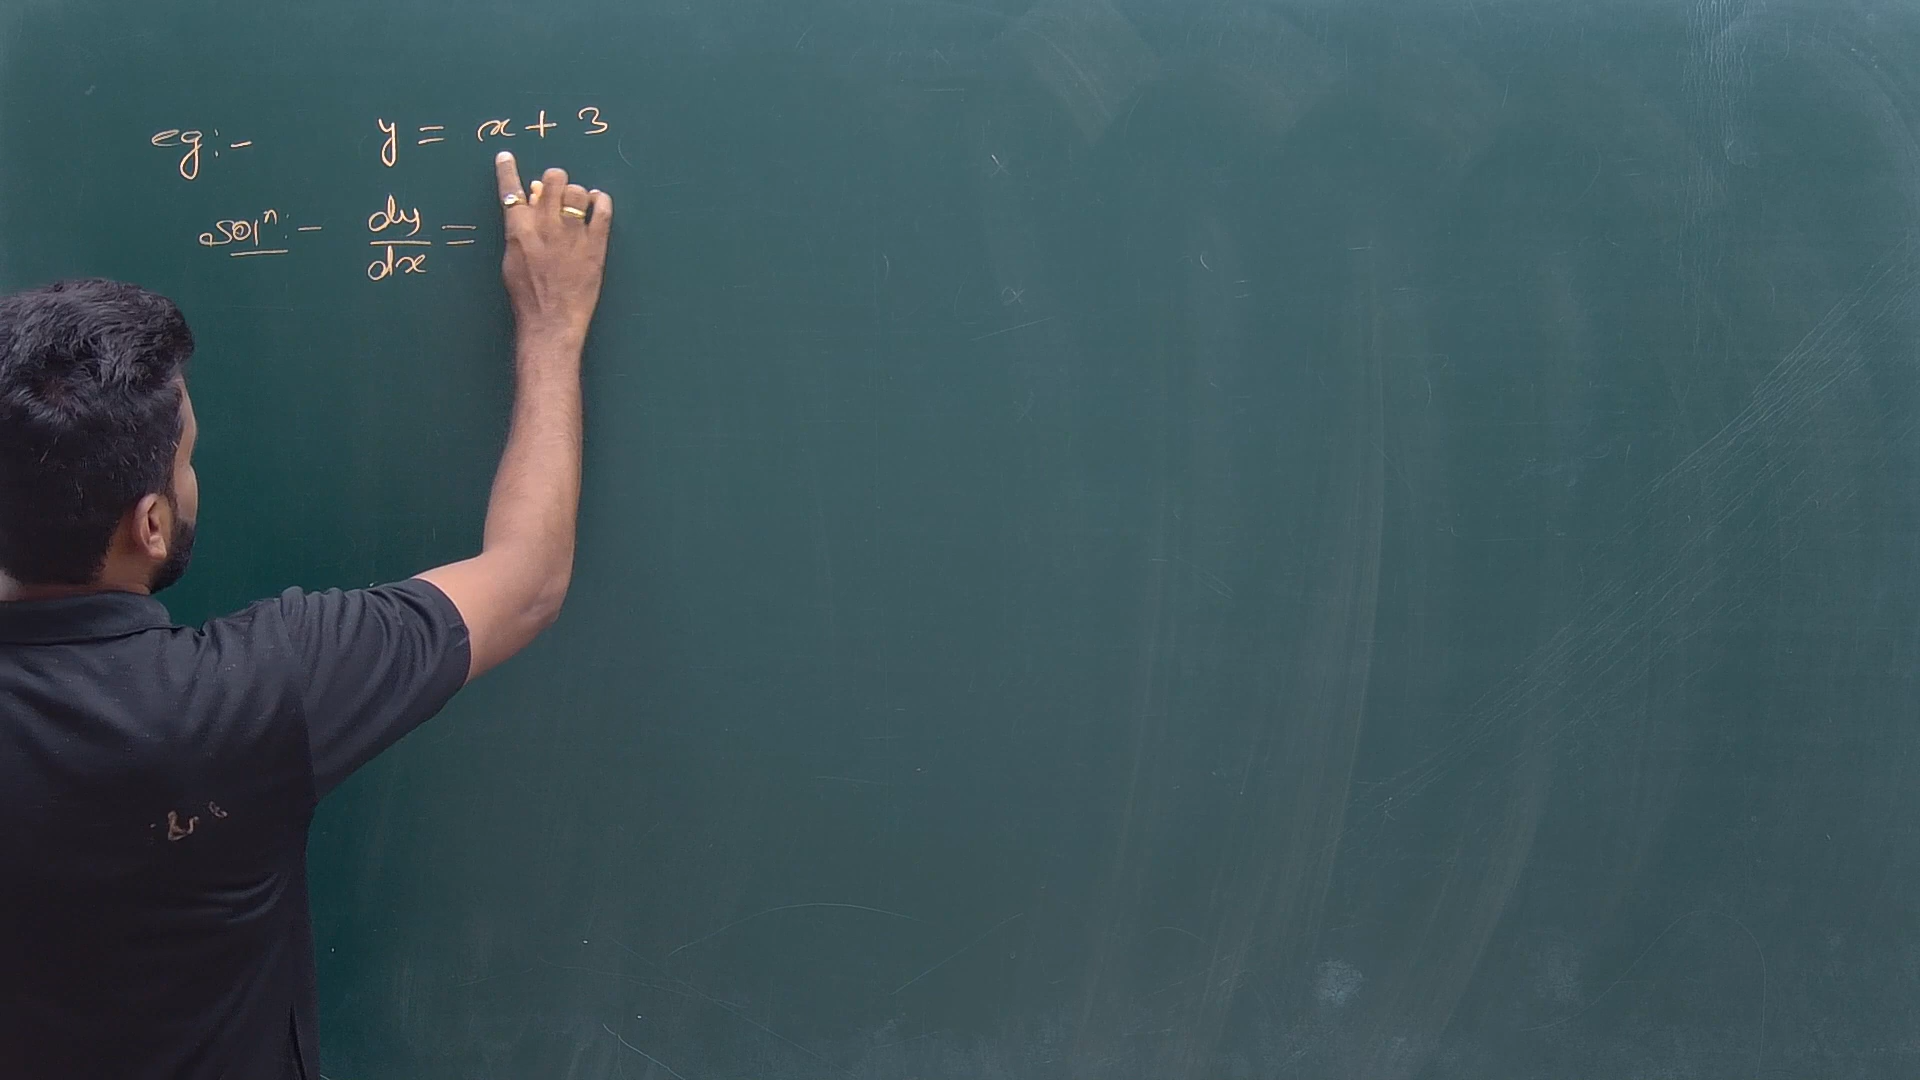 eg:- y = x + 3
Solⁿ:- dy/dx =